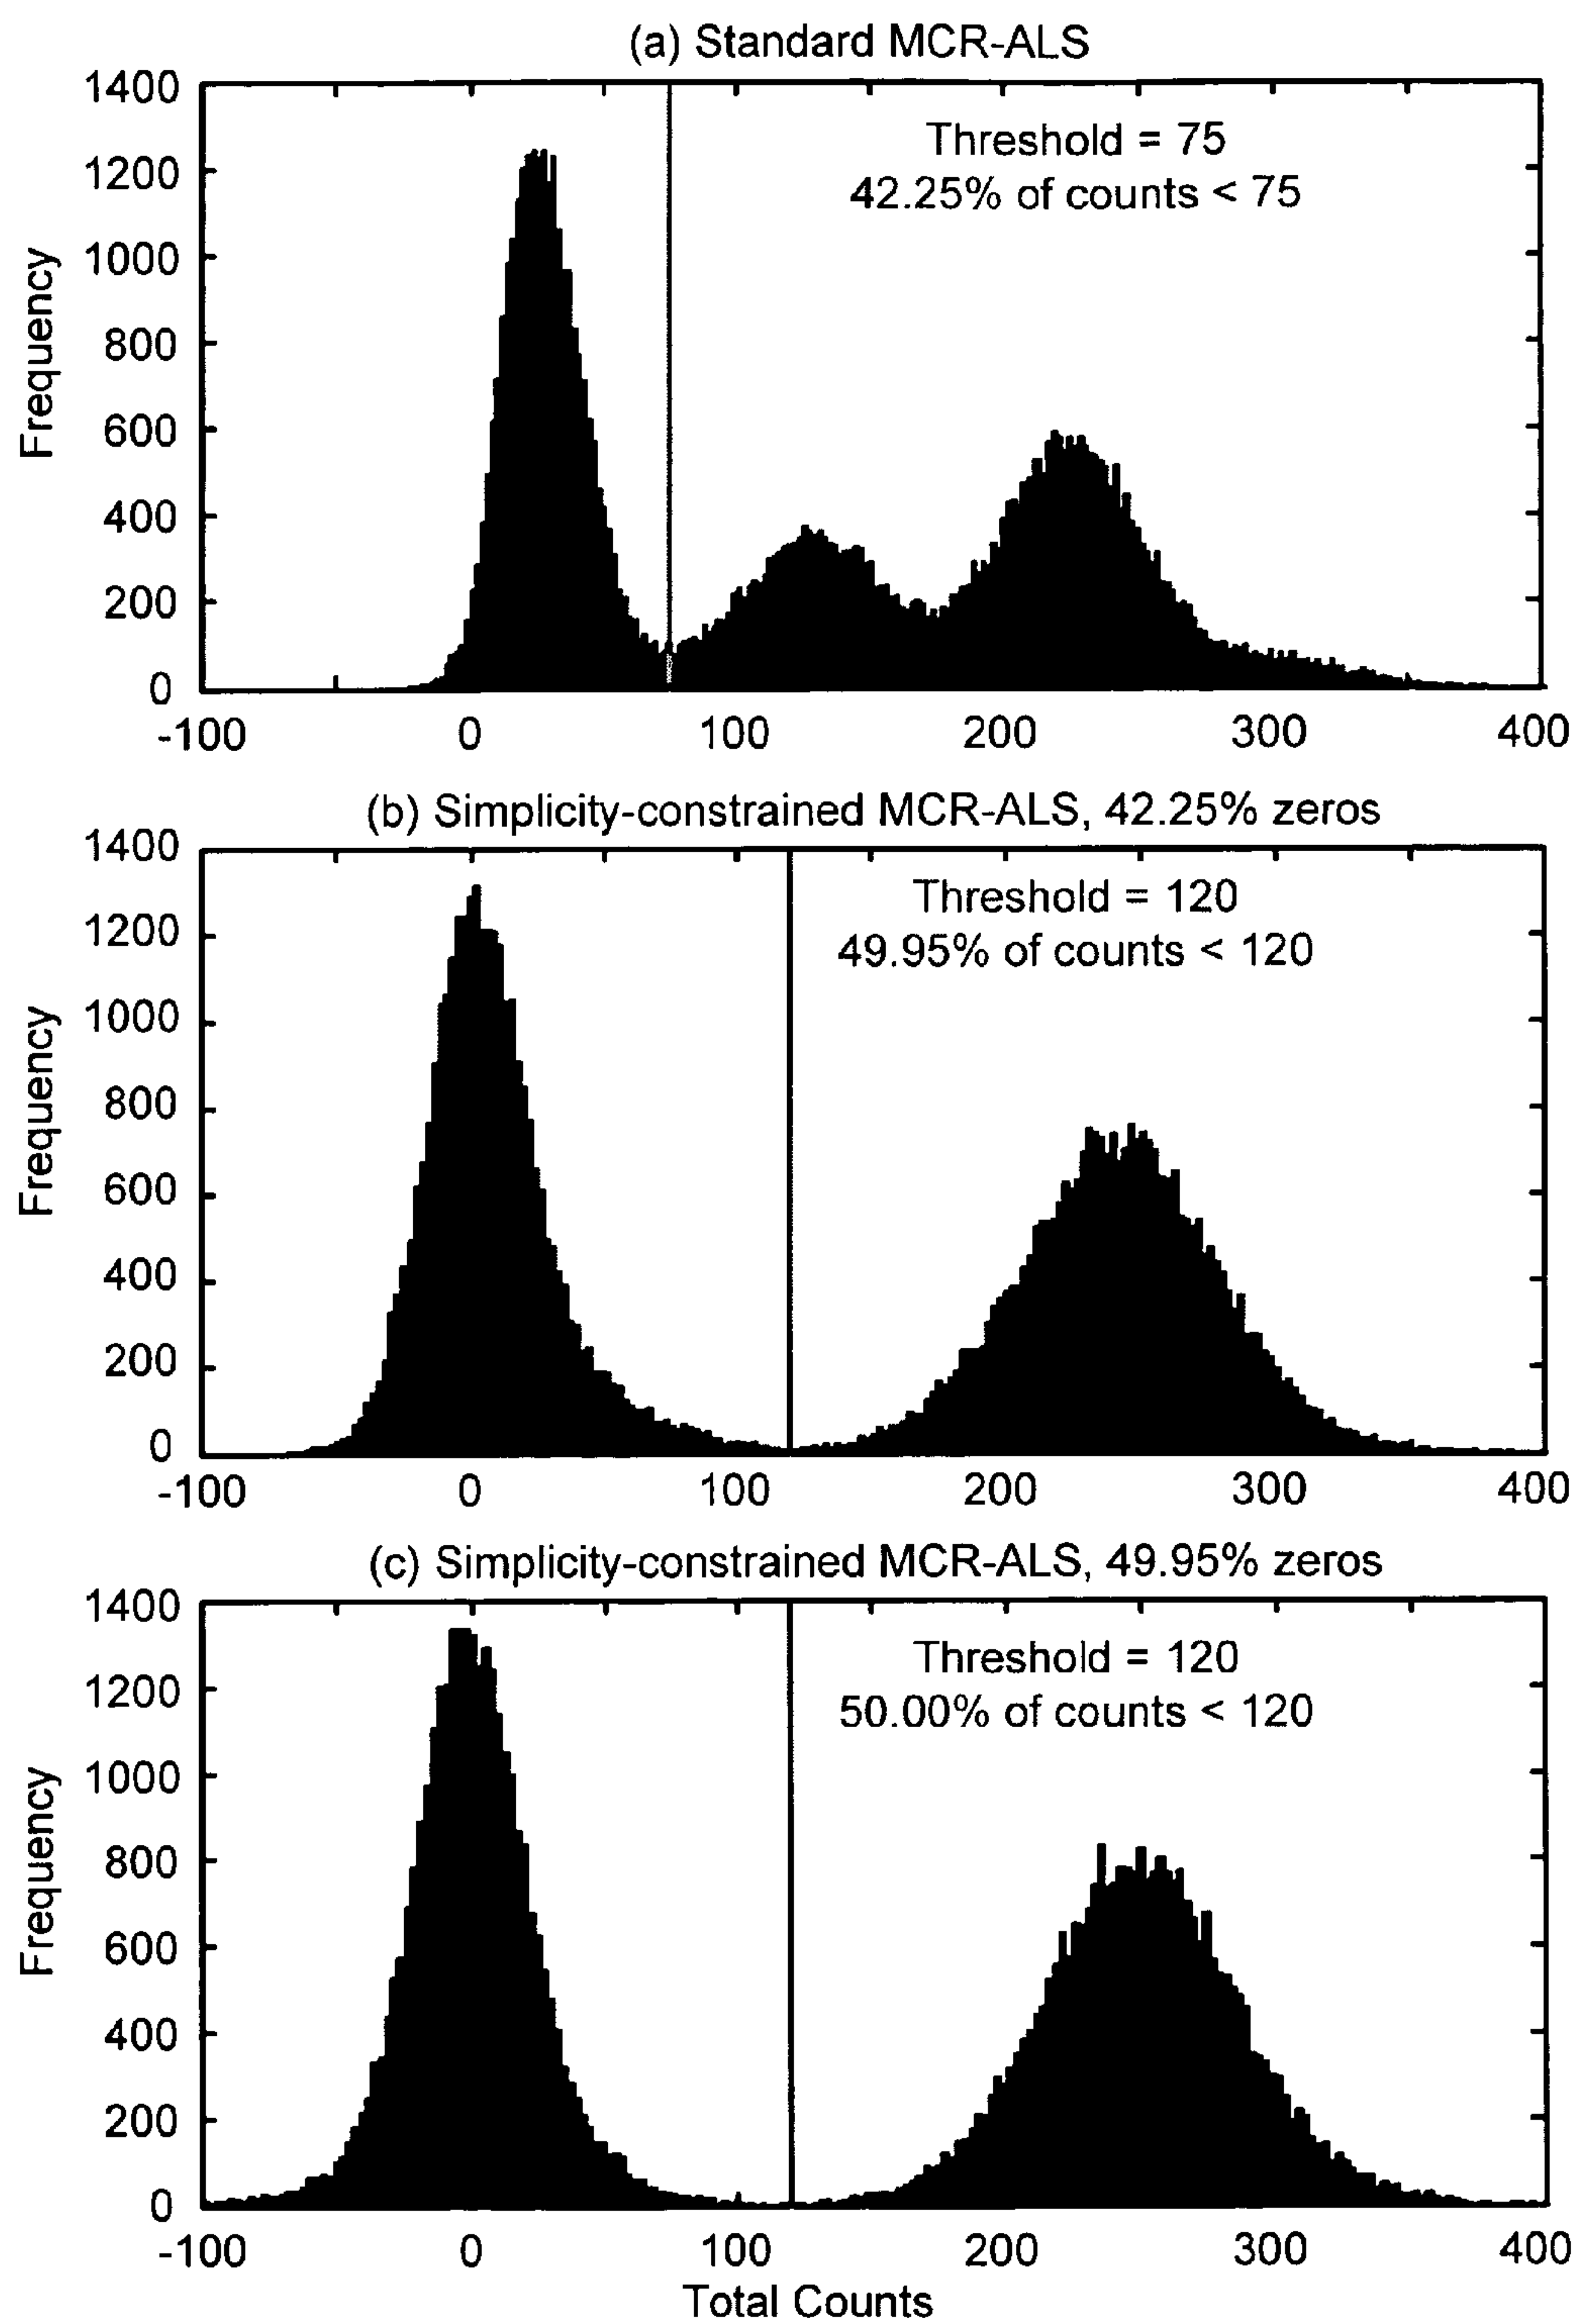 (a) Standard MCR-ALS
1400
1200
1000
800
600
400
200
0
Frequency
Threshold = 75
42.25% of counts < 75
-100 0 100 200 300 400
(b) Simplicity-constrained MCR-ALS, 42.25% zeros
1400
1200
1000
800
600
400
200
0
Frequency
Threshold = 120
49.95% of counts < 120
-100 0 100 200 300 400
(c) Simplicity-constrained MCR-ALS, 49.95% zeros
1400
1200
1000
800
600
400
200
0
Frequency
Threshold = 120
50.00% of counts < 120
-100 0 100 200 300 400
Total Counts